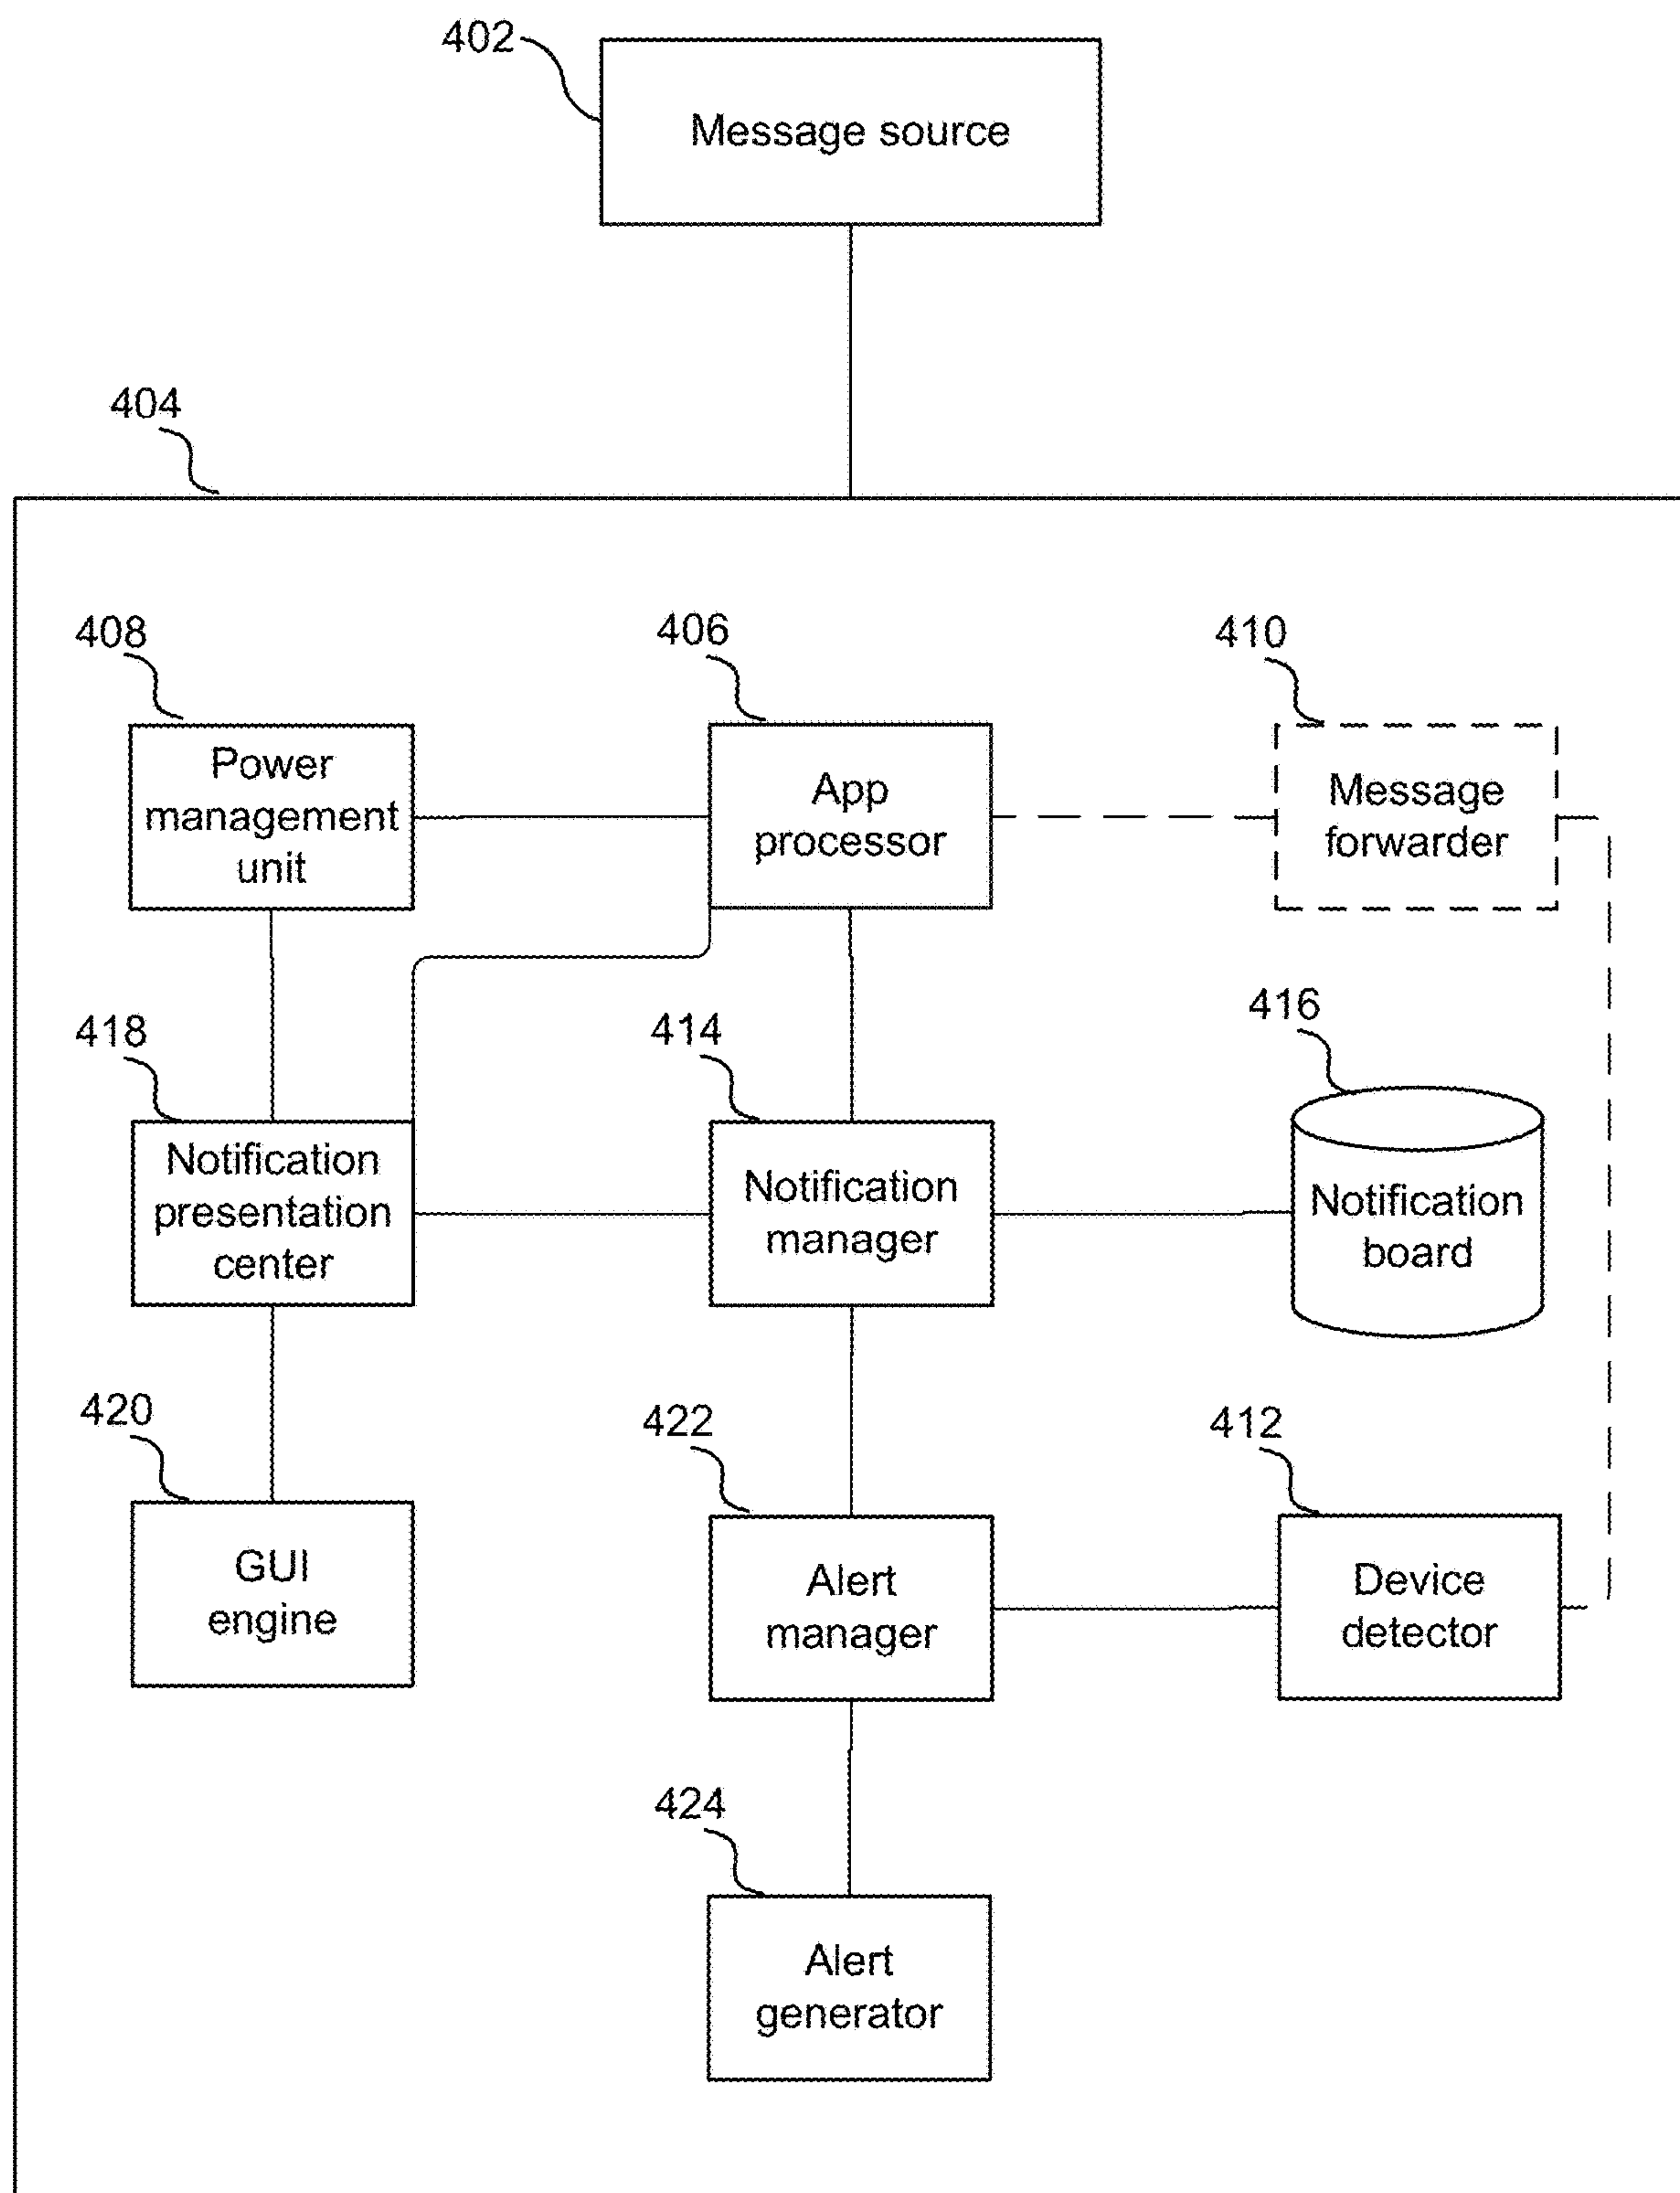 402
Message source
404
408
406
410
Power
management
unit
App
processor
Message
forwarder
418
414
416
Notification
presentation
center
Notification
manager
Notification
board
420
422
412
GUI
engine
Alert
manager
Device
detector
424
Alert
generator